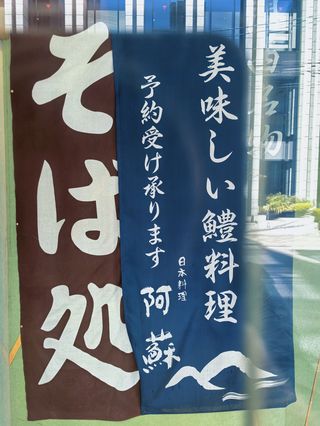 美味しい鱧料理
予約受け承ります
日本料理
阿蘇
そば処